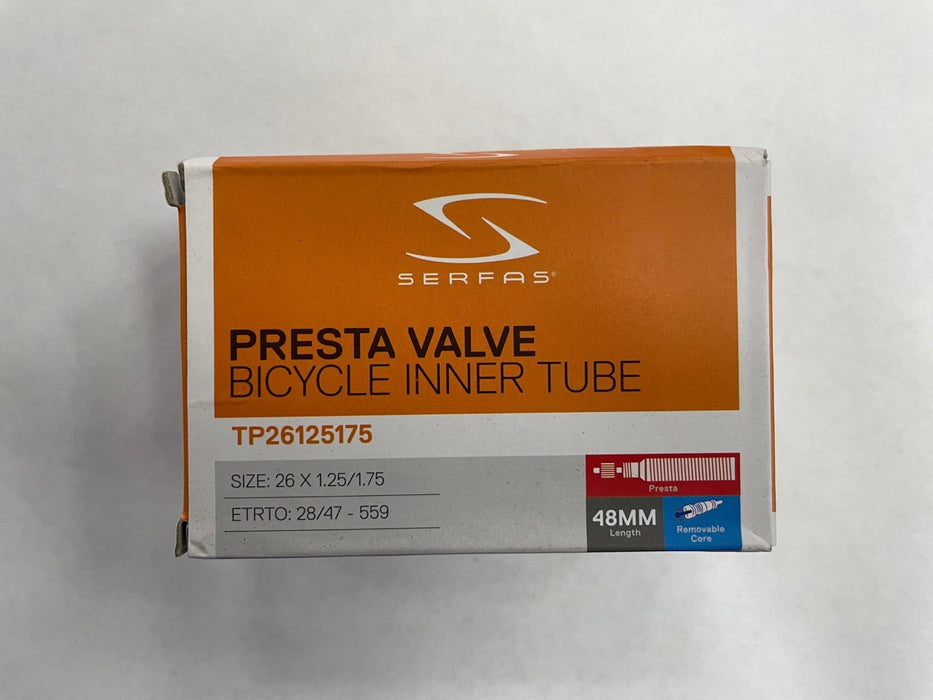 SERFAS®
PRESTA VALVE
BICYCLE INNER TUBE
TP26125175
SIZE: 26 X 1.25/1.75
ETRTO: 28/47 - 559
Presta
48MM
Length
Removable
Core